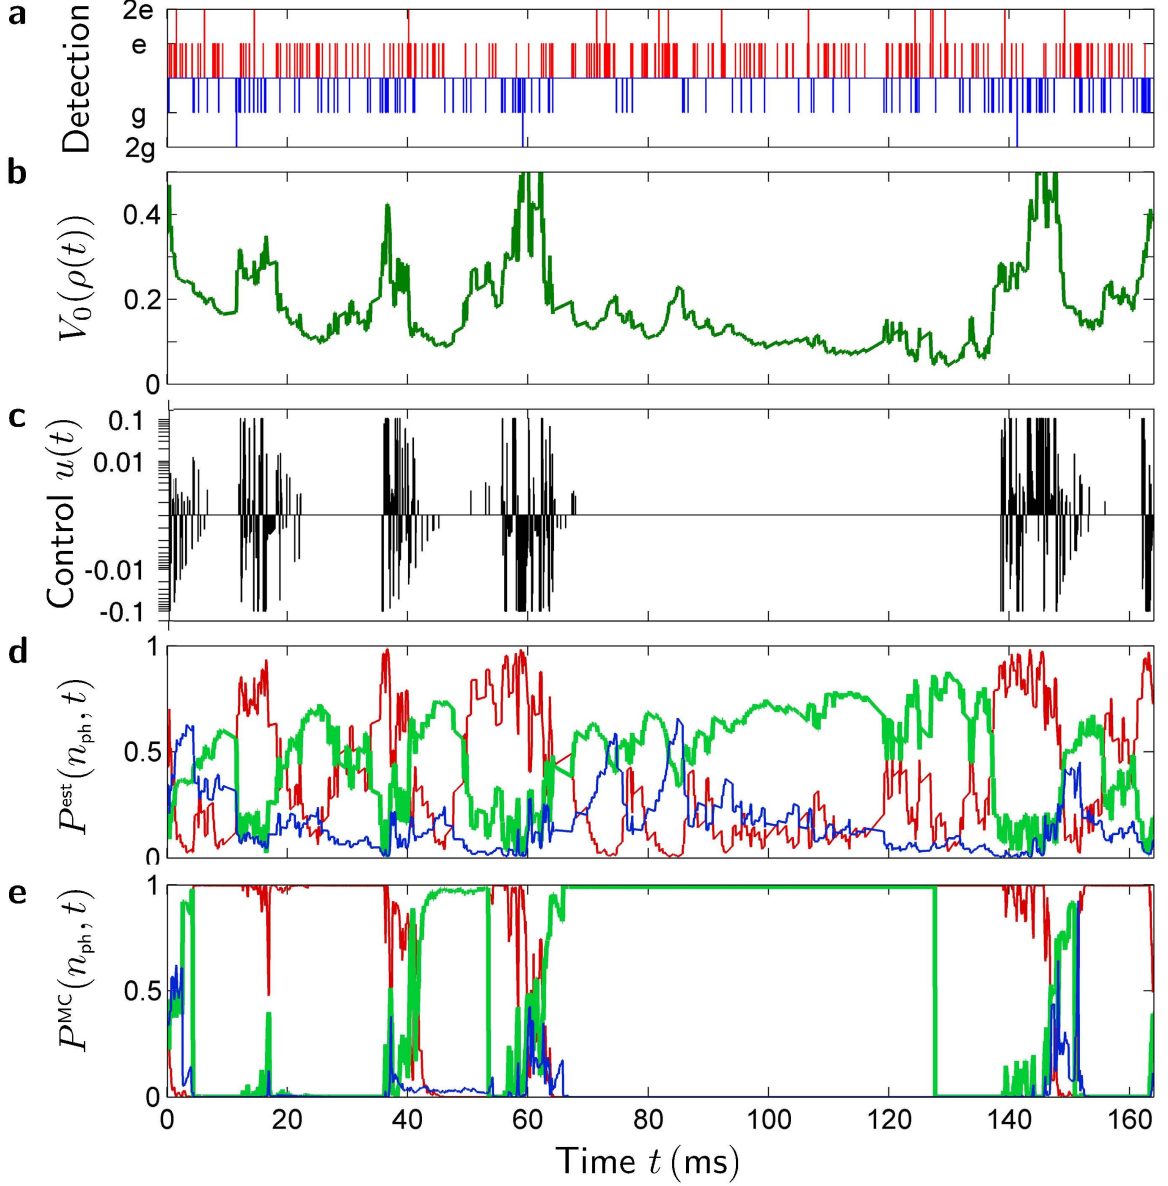 a
2e
e
g
2g
Detection
b
0.4
0.2
0
V₀(ρ(t))
c
0.1
0.01
-0.01
-0.1
Control u(t)
d
1
0.5
0
Pᵉˢᵗ(nₚₕ, t)
e
1
0.5
0
Pᴹᶜ(nₚₕ, t)
0 20 40 60 80 100 120 140 160
Time t (ms)